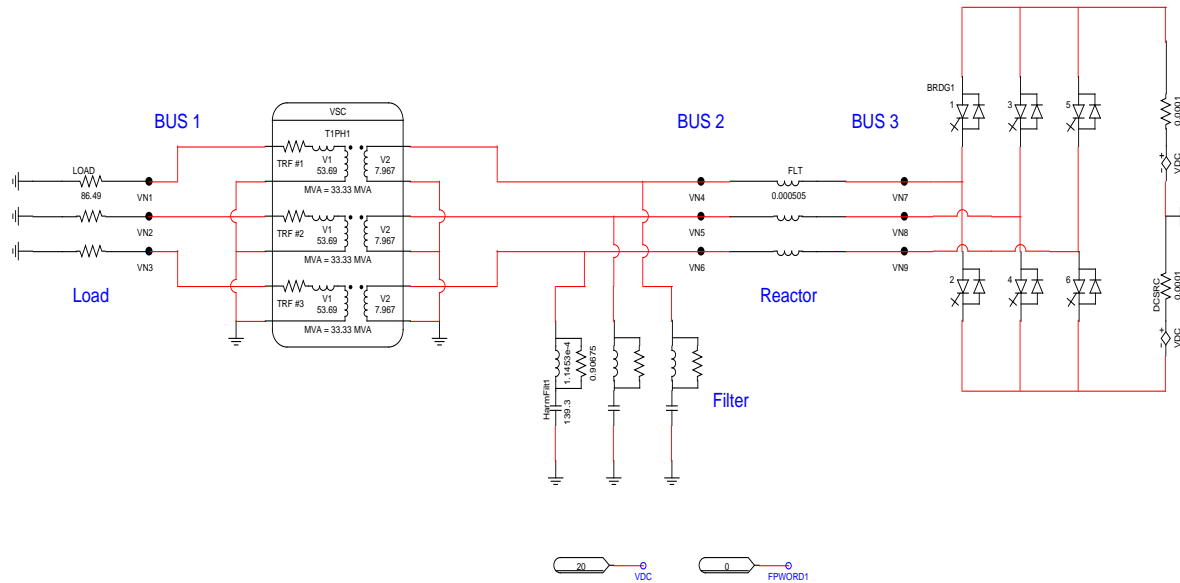 BRDG1
1
3
5
0.0001
VDC
+
-
VSC
BUS 1
BUS 2
BUS 3
T1PH1
TRF #1
V1
53.69
V2
7.967
MVA = 33.33 MVA
LOAD
86.49
VN1
VN4
FLT
0.000505
VN7
TRF #2
V1
53.69
V2
7.967
MVA = 33.33 MVA
VN2
VN5
VN8
TRF #3
V1
53.69
V2
7.967
MVA = 33.33 MVA
VN3
VN6
VN9
Load
Reactor
2
4
6
DCSRC
0.0001
VDC
+
-
HarmFilt1
1.1453e-4
0.90675
139.3
Filter
20
VDC
0
FPWORD1